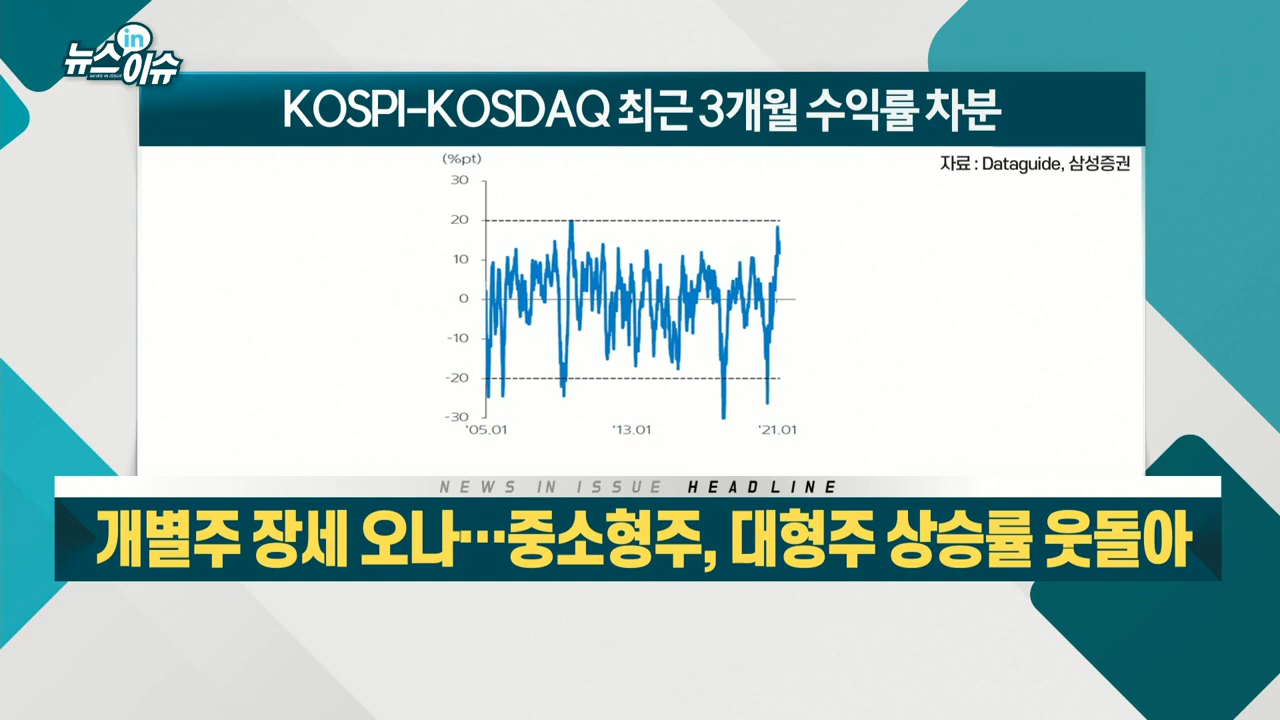 뉴스in이슈
NEWS IN ISSUE
KOSPI-KOSDAQ 최근 3개월 수익률 차분
(%pt)
자료 : Dataguide, 삼성증권
30
20
10
0
-10
-20
-30
'05.01 '13.01 '21.01
NEWS IN ISSUE HEADLINE
개별주 장세 오나…중소형주, 대형주 상승률 웃돌아